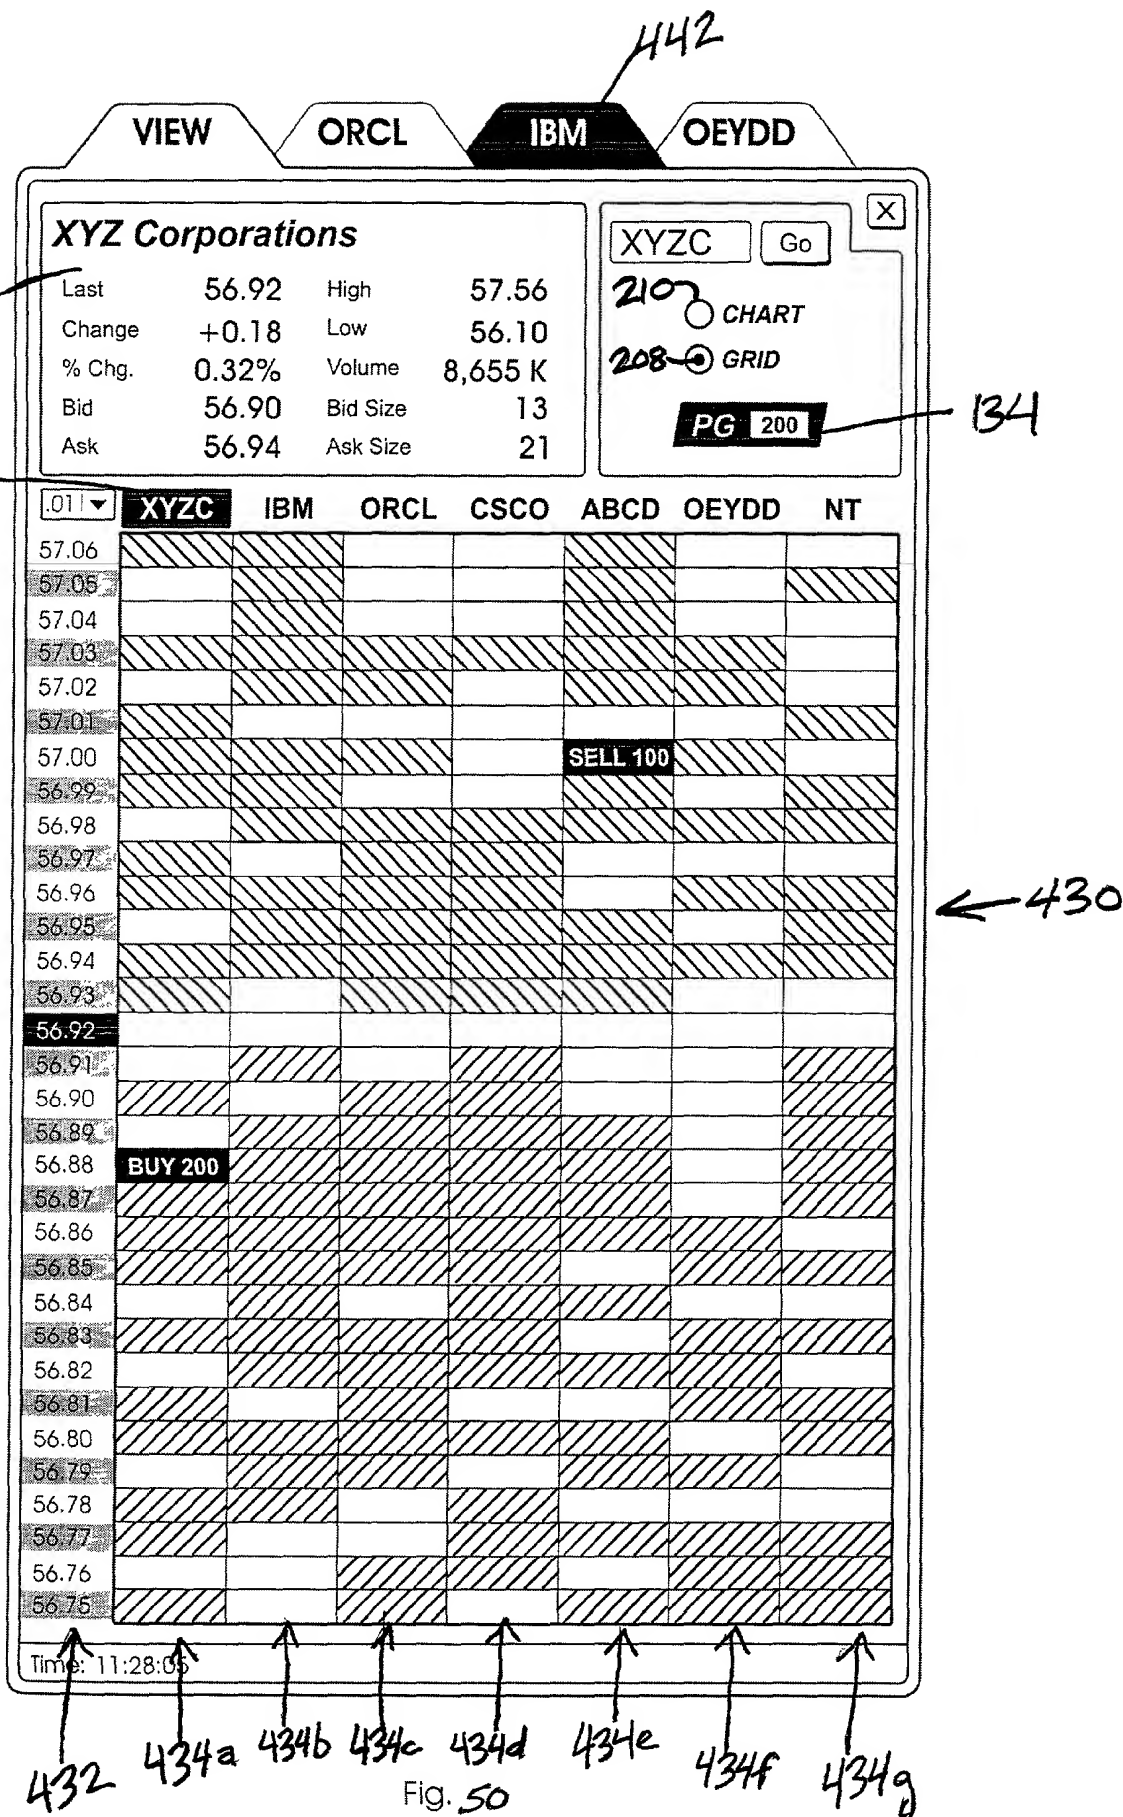 442
VIEW ORCL IBM OEYDD
X
XYZ Corporations
XYZC Go
Last 56.92 High 57.56
210 CHART
Change +0.18 Low 56.10
208 GRID
% Chg. 0.32% Volume 8,655 K
Bid 56.90 Bid Size 13
PG 200 134
Ask 56.94 Ask Size 21
.01 XYZC IBM ORCL CSCO ABCD OEYDD NT
57.06
57.05
57.04
57.03
57.02
57.01
57.00 SELL 100
56.99
56.98
56.97
56.96
430
56.95
56.94
56.93
56.92
56.91
56.90
56.89
56.88 BUY 200
56.87
56.86
56.85
56.84
56.83
56.82
56.81
56.80
56.79
56.78
56.77
56.76
56.75
Time: 11:28:05
432 434a 434b 434c 434d 434e 434f 434g
Fig. 50